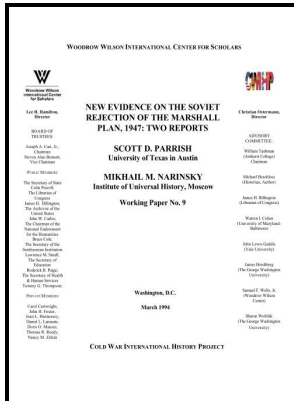 WOODROW WILSON INTERNATIONAL CENTER FOR SCHOLARS
Woodrow Wilson
International Center
for Scholars
Lee H. Hamilton,
Director
BOARD OF
TRUSTEES:
Joseph A. Cari, Jr.,
Chairman
Steven Alan Bennett,
Vice Chairman
PUBLIC MEMBERS
The Secretary of State
Colin Powell;
The Librarian of
Congress
James H. Billington;
The Archivist of the
United States
John W. Carlin;
The Chairman of the
National Endowment
for the Humanities
Bruce Cole;
The Secretary of the
Smithsonian Institution
Lawrence M. Small;
The Secretary of
Education
Roderick R. Paige;
The Secretary of Health
& Human Services
Tommy G. Thompson;
PRIVATE MEMBERS
Carol Cartwright,
John H. Foster,
Jean L. Hennessey,
Daniel L. Lamaute,
Doris O. Matsui,
Thomas R. Reedy,
Nancy M. Zirkin
NEW EVIDENCE ON THE SOVIET
REJECTION OF THE MARSHALL
PLAN, 1947: TWO REPORTS
SCOTT D. PARRISH
University of Texas in Austin
MIKHAIL M. NARINSKY
Institute of Universal History, Moscow
Working Paper No. 9
Washington, D.C.
March 1994
CWIHP
Christian Ostermann,
Director
ADVISORY
COMMITTEE:
William Taubman
(Amherst College)
Chairman
Michael Beschloss
(Historian, Author)
James H. Billington
(Librarian of Congress)
Warren I. Cohen
(University of Maryland-
Baltimore)
John Lewis Gaddis
(Yale University)
James Hershberg
(The George Washington
University)
Samuel F. Wells, Jr.
(Woodrow Wilson
Center)
Sharon Wolchik
(The George Washington
University)
COLD WAR INTERNATIONAL HISTORY PROJECT